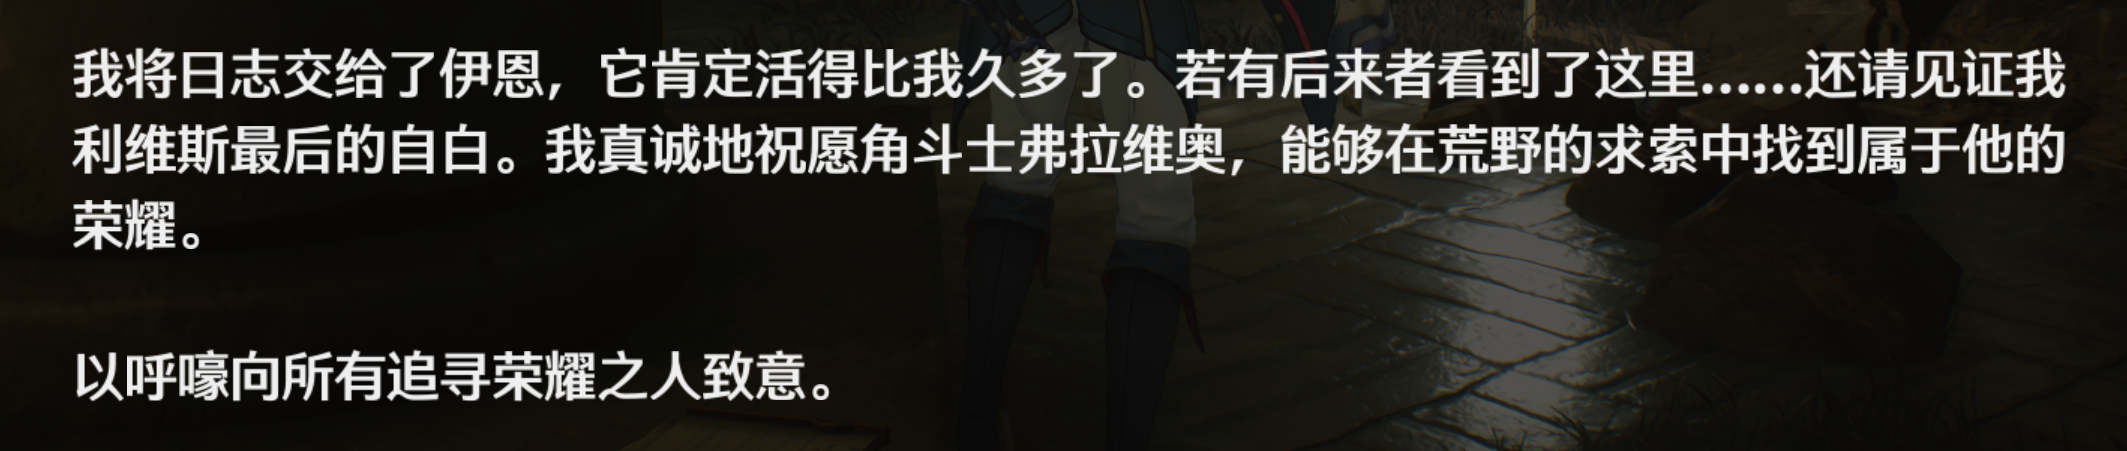 我将日志交给了伊恩，它肯定活得比我久多了。若有后来者看到了这里……还请见证我
利维斯最后的自白。我真诚地祝愿角斗士弗拉维奥，能够在荒野的求索中找到属于他的
荣耀。
以呼嚎向所有追寻荣耀之人致意。